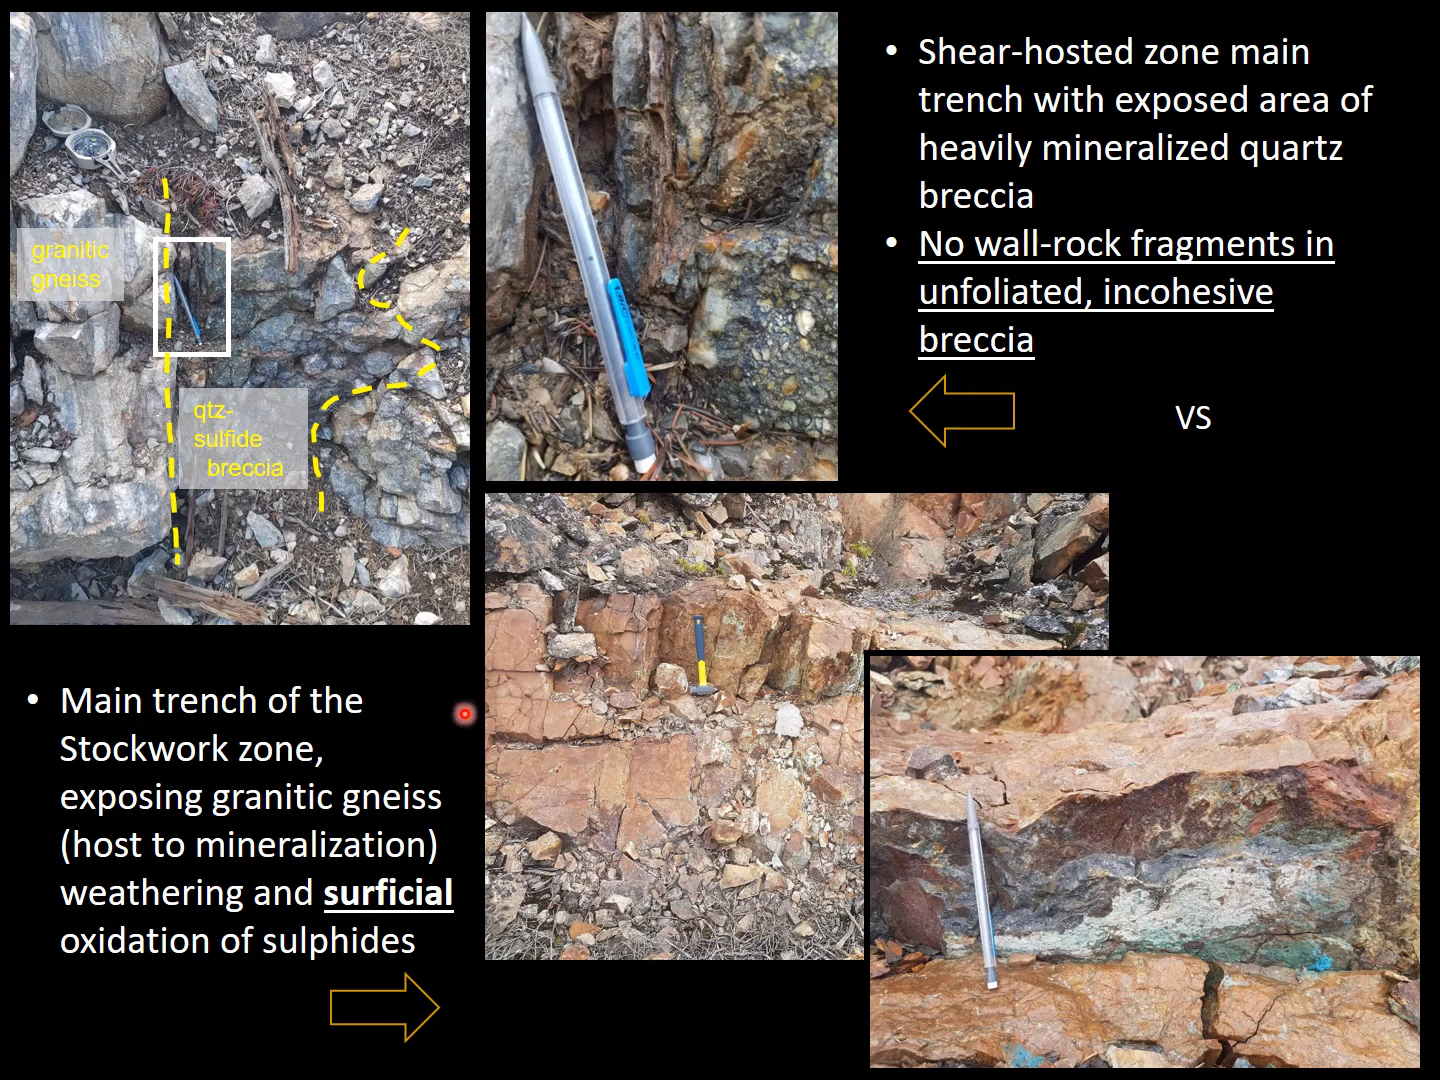 granitic
gneiss
qtz-
sulfide
breccia
• Shear-hosted zone main
trench with exposed area of
heavily mineralized quartz
breccia
• No wall-rock fragments in
unfoliated, incohesive
breccia
VS
• Main trench of the
Stockwork zone,
exposing granitic gneiss
(host to mineralization)
weathering and surficial
oxidation of sulphides